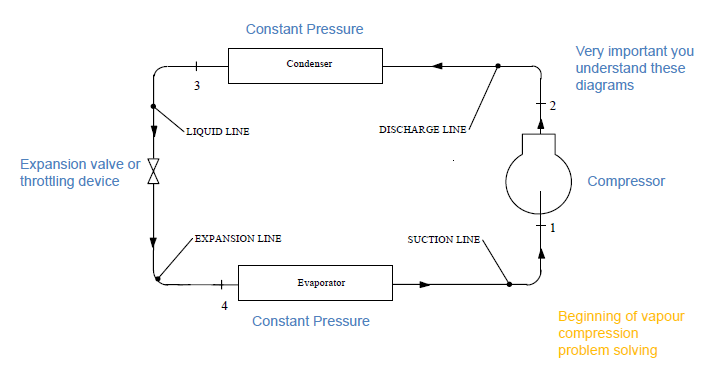 Constant Pressure
Very important you
understand these
diagrams
Condenser
3
2
LIQUID LINE
DISCHARGE LINE
Expansion valve or
throttling device
Compressor
1
EXPANSION LINE
SUCTION LINE
Evaporator
4
Constant Pressure
Beginning of vapour
compression
problem solving